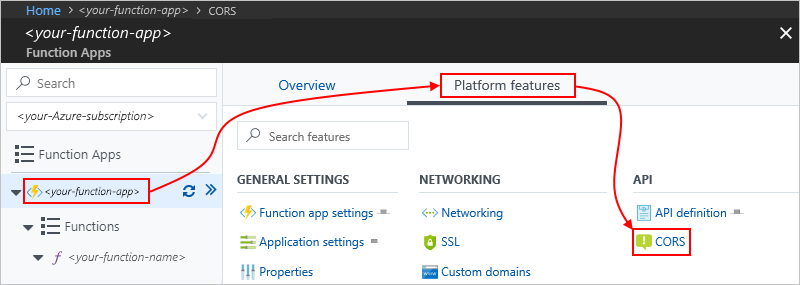 Home > <your-function-app> > CORS
<your-function-app>
Function Apps
Search
<your-Azure-subscription>
Function Apps
<your-function-app>
Functions
<your-function-name>
Overview
Platform features
Search features
GENERAL SETTINGS
Function app settings
Application settings
Properties
NETWORKING
Networking
SSL
Custom domains
API
API definition
CORS